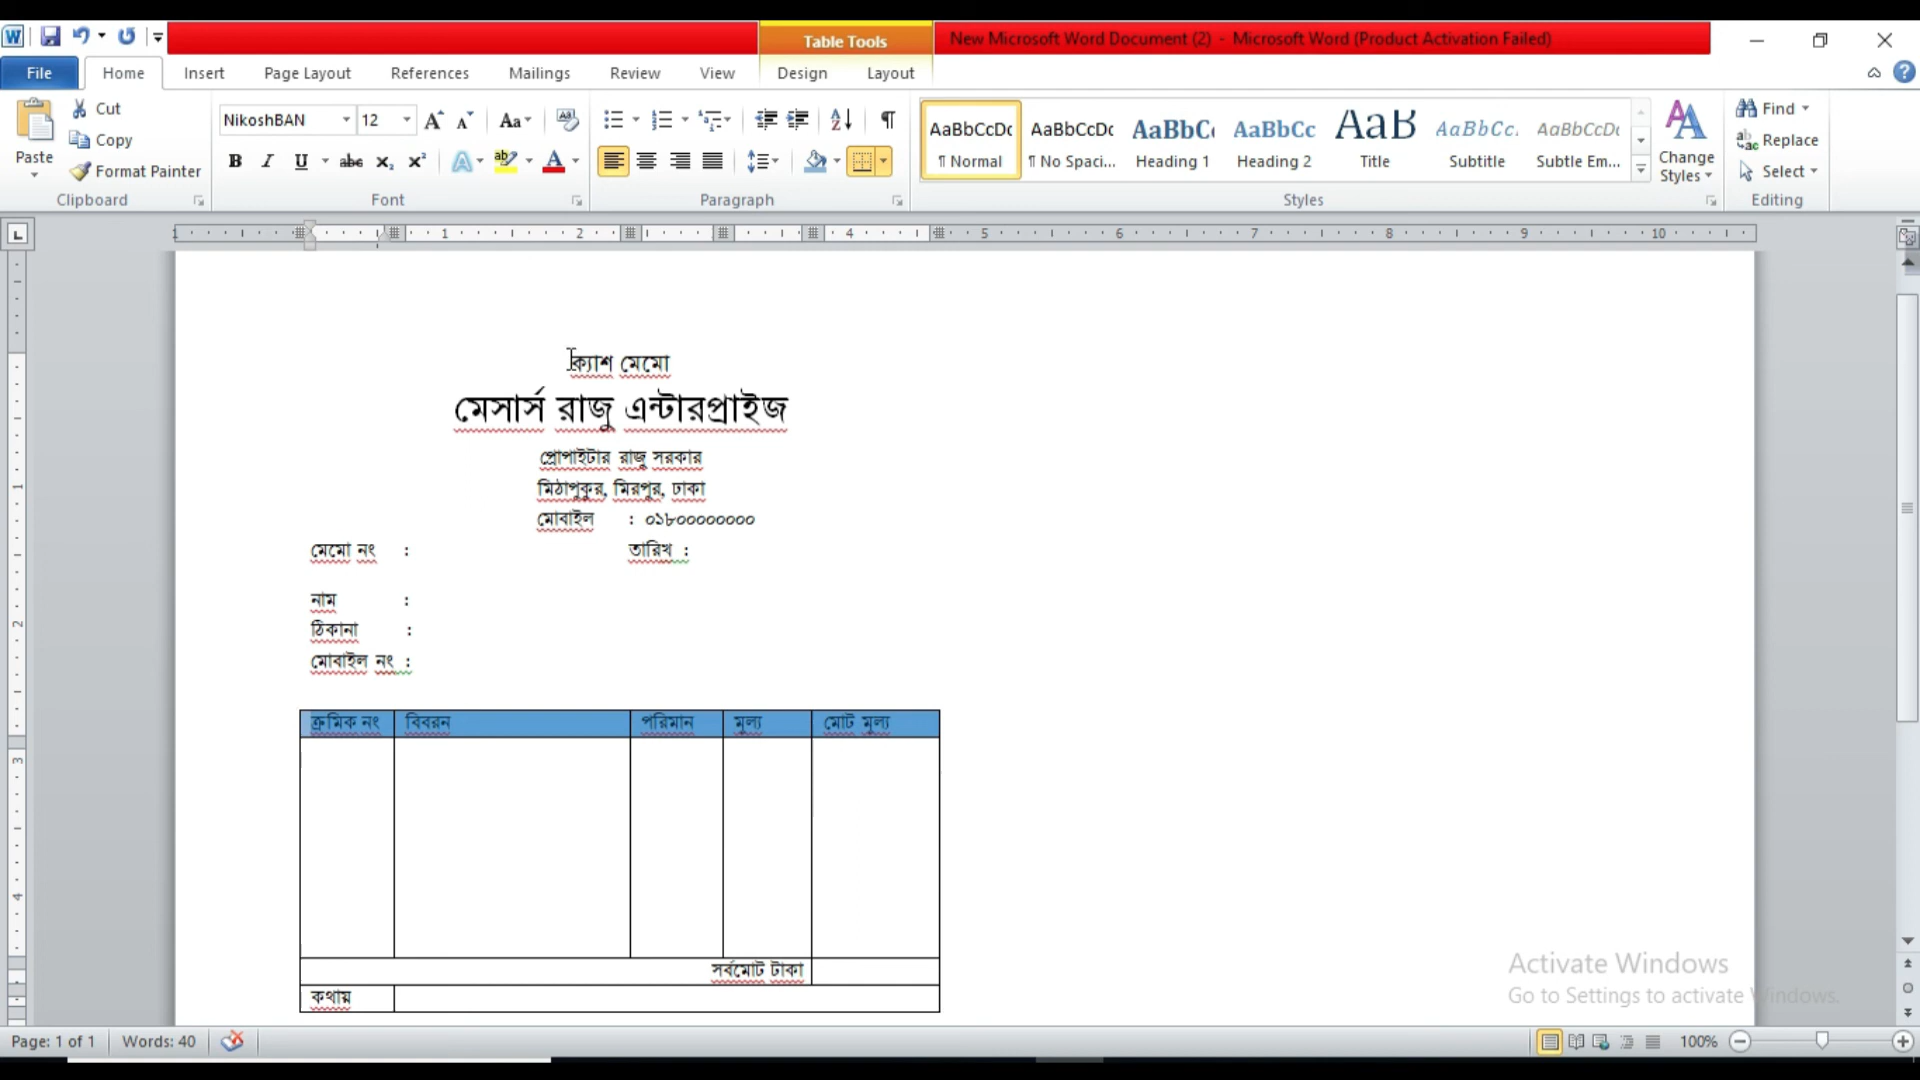 New Microsoft Word Document (2) - Microsoft Word (Product Activation Failed)
Table Tools
File Home Insert Page Layout References Mailings Review View Design Layout
Paste
Cut
Copy
Format Painter
Clipboard
NikoshBAN 12
Font
Paragraph
AaBbCcDc AaBbCcDc AaBbC AaBbCc AaB AaBbCc. AaBbCcDc
¶ Normal ¶ No Spaci... Heading 1 Heading 2 Title Subtitle Subtle Em...
Change Styles
Styles
Find
Replace
Select
Editing
ক্যাশ মেমো
মেসার্স রাজু এন্টারপ্রাইজ
প্রোপাইটার রাজু সরকার
মিঠাপুকুর, মিরপুর, ঢাকা
মোবাইল : ০১৮০০০০০০০০
মেমো নং : তারিখ :
নাম :
ঠিকানা :
মোবাইল নং :
ক্রমিক নং বিবরন পরিমান মুল্য মোট মুল্য
সর্বমোট টাকা
কথায়
Activate Windows
Go to Settings to activate Windows.
Page: 1 of 1 Words: 40 100%